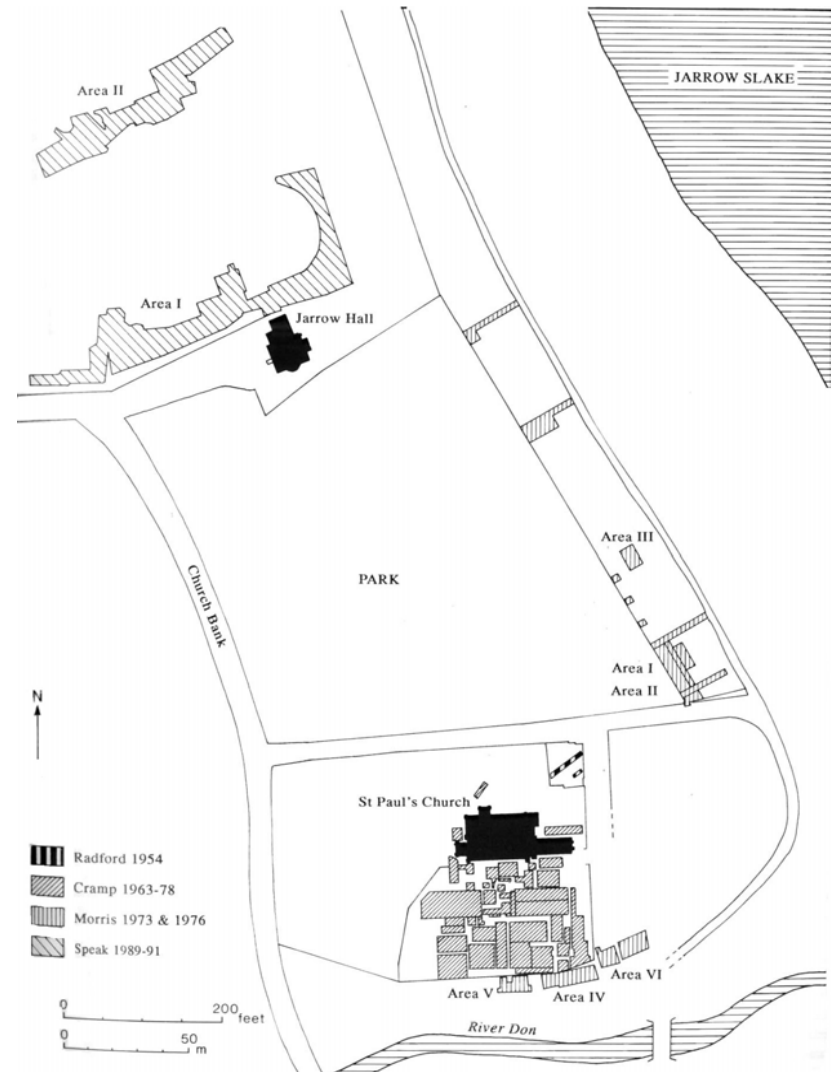 Area II
JARROW SLAKE
Area I
Jarrow Hall
Area III
PARK
Church Bank
Area I
Area II
N
St Paul's Church
Radford 1954
Cramp 1963-78
Morris 1973 & 1976
Speak 1989-91
Area VI
Area V
Area IV
0 200
feet
0 50
m
River Don